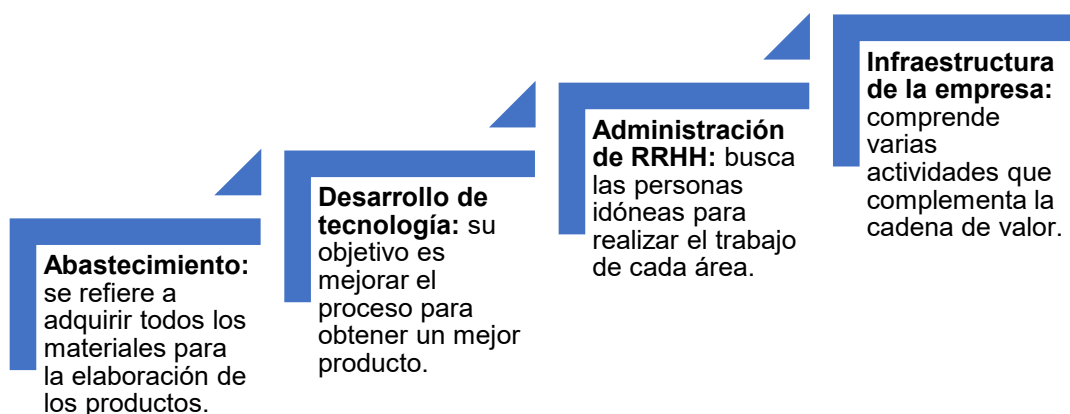 Abastecimiento:
se refiere a
adquirir todos los
materiales para
la elaboración de
los productos.
Desarrollo de
tecnología: su
objetivo es
mejorar el
proceso para
obtener un mejor
producto.
Administración
de RRHH: busca
las personas
idóneas para
realizar el trabajo
de cada área.
Infraestructura
de la empresa:
comprende
varias
actividades que
complementa la
cadena de valor.